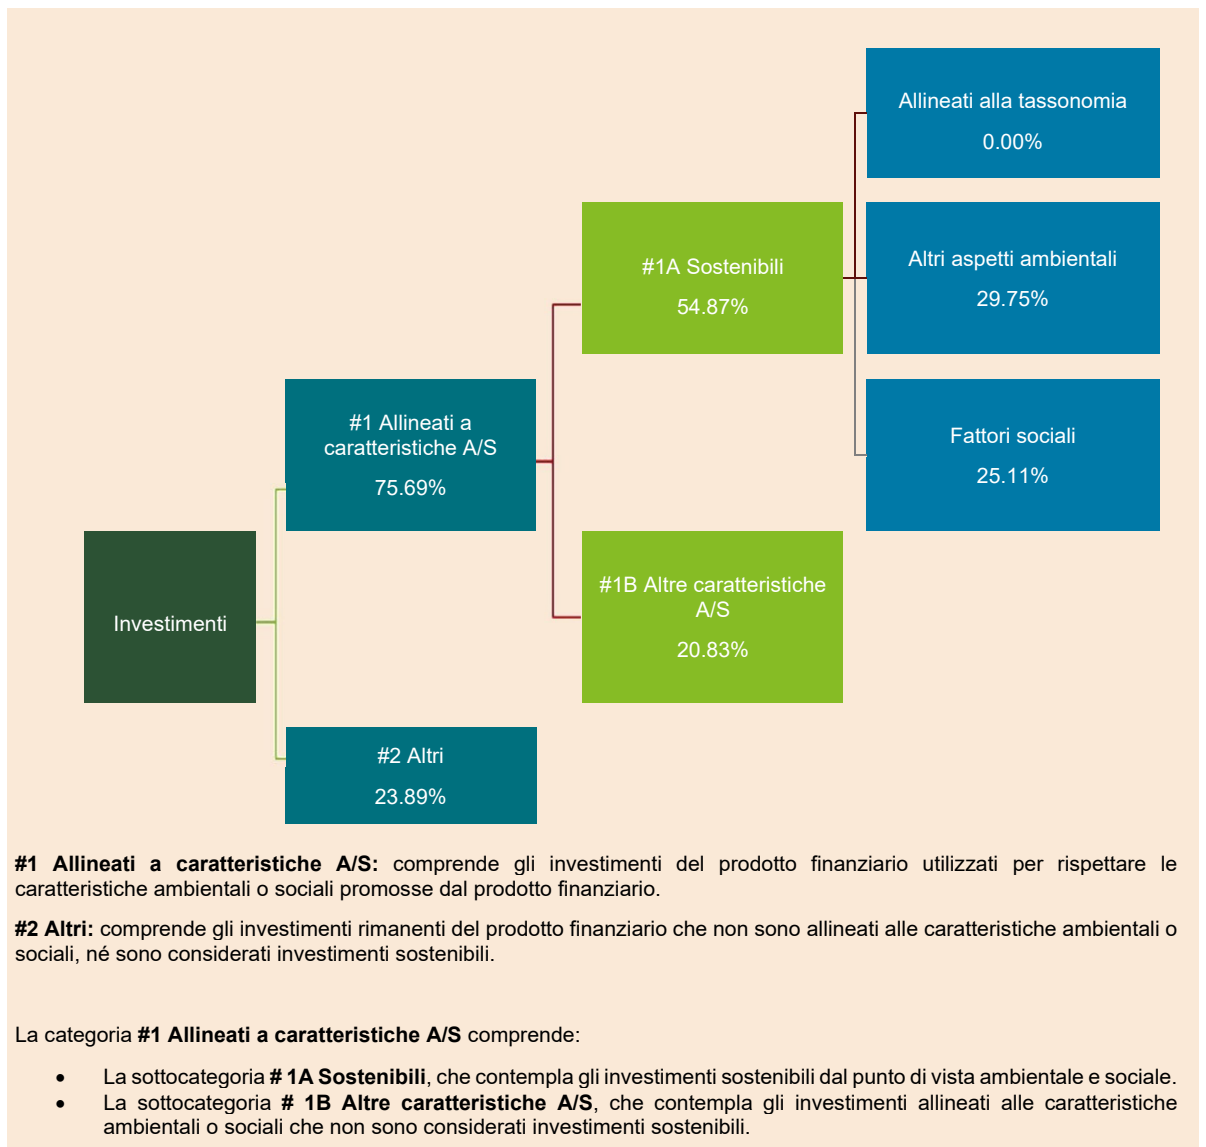 Allineati alla tassonomia
0.00%
#1A Sostenibili
54.87%
Altri aspetti ambientali
29.75%
#1 Allineati a
caratteristiche A/S
75.69%
Fattori sociali
25.11%
Investimenti
#1B Altre caratteristiche
A/S
20.83%
#2 Altri
23.89%
#1 Allineati a caratteristiche A/S: comprende gli investimenti del prodotto finanziario utilizzati per rispettare le
caratteristiche ambientali o sociali promosse dal prodotto finanziario.
#2 Altri: comprende gli investimenti rimanenti del prodotto finanziario che non sono allineati alle caratteristiche ambientali o
sociali, né sono considerati investimenti sostenibili.
La categoria #1 Allineati a caratteristiche A/S comprende:
• La sottocategoria # 1A Sostenibili, che contempla gli investimenti sostenibili dal punto di vista ambientale e sociale.
• La sottocategoria # 1B Altre caratteristiche A/S, che contempla gli investimenti allineati alle caratteristiche
ambientali o sociali che non sono considerati investimenti sostenibili.